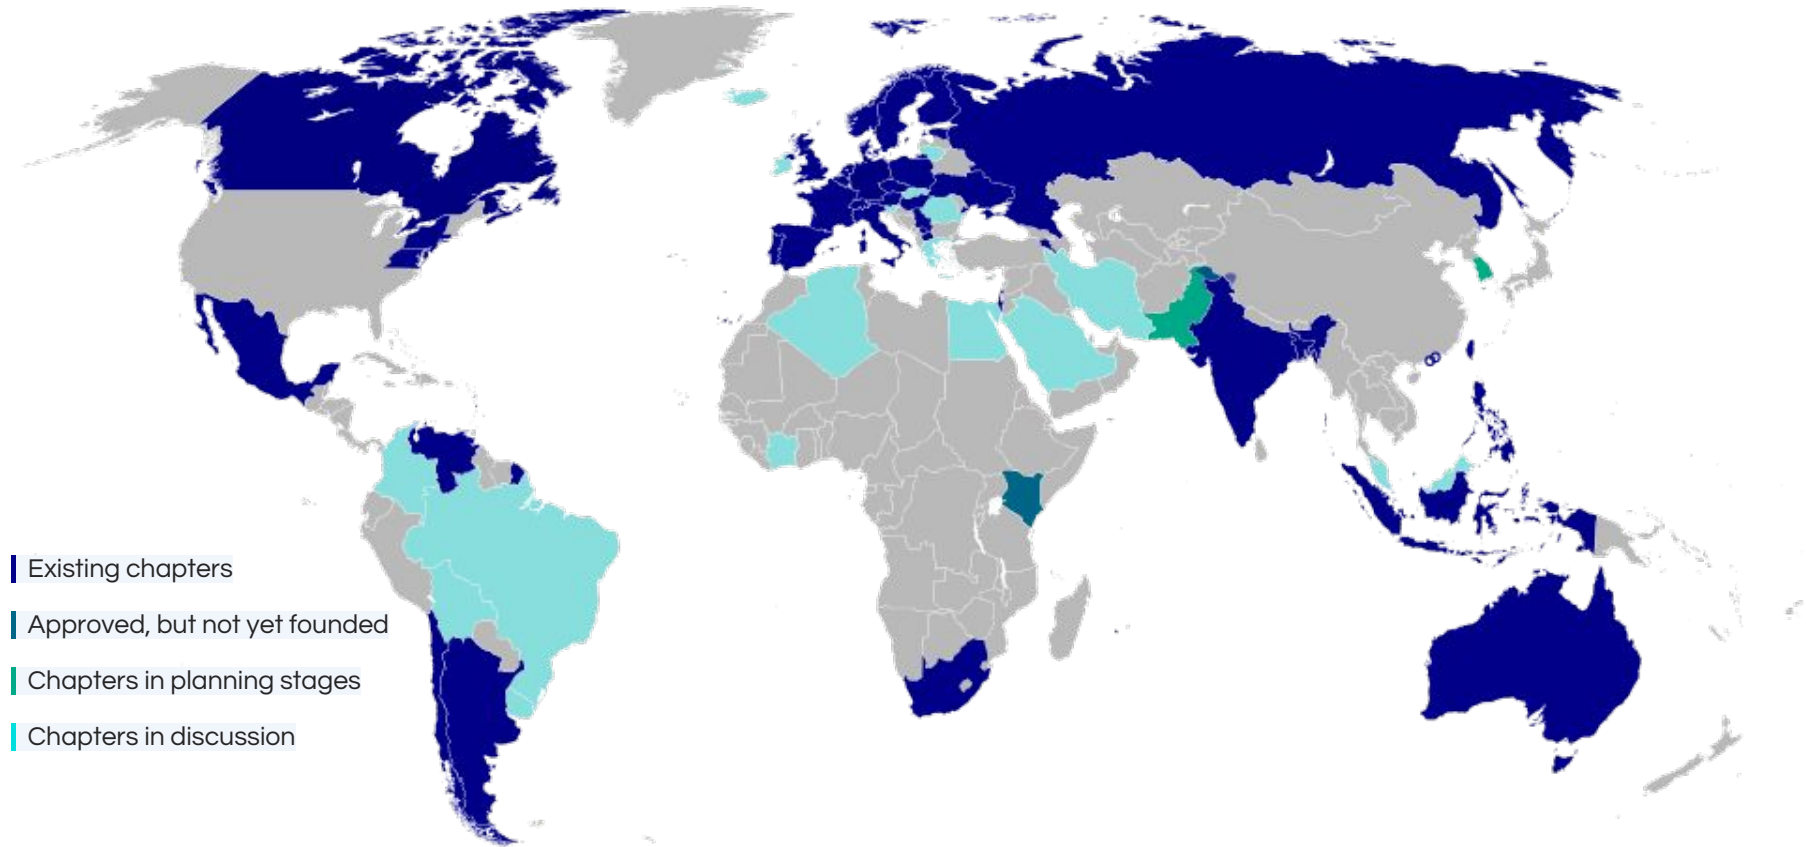 Existing chapters
Approved, but not yet founded
Chapters in planning stages
Chapters in discussion